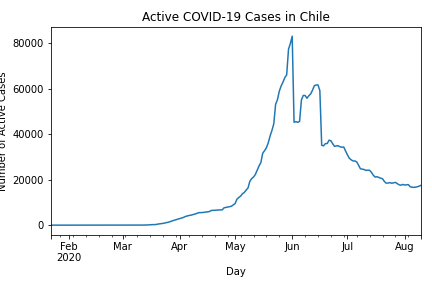 Active COVID-19 Cases in Chile
80000
60000
40000
20000
0
Number of Active Cases
Feb Mar Apr May Jun Jul Aug
2020
Day